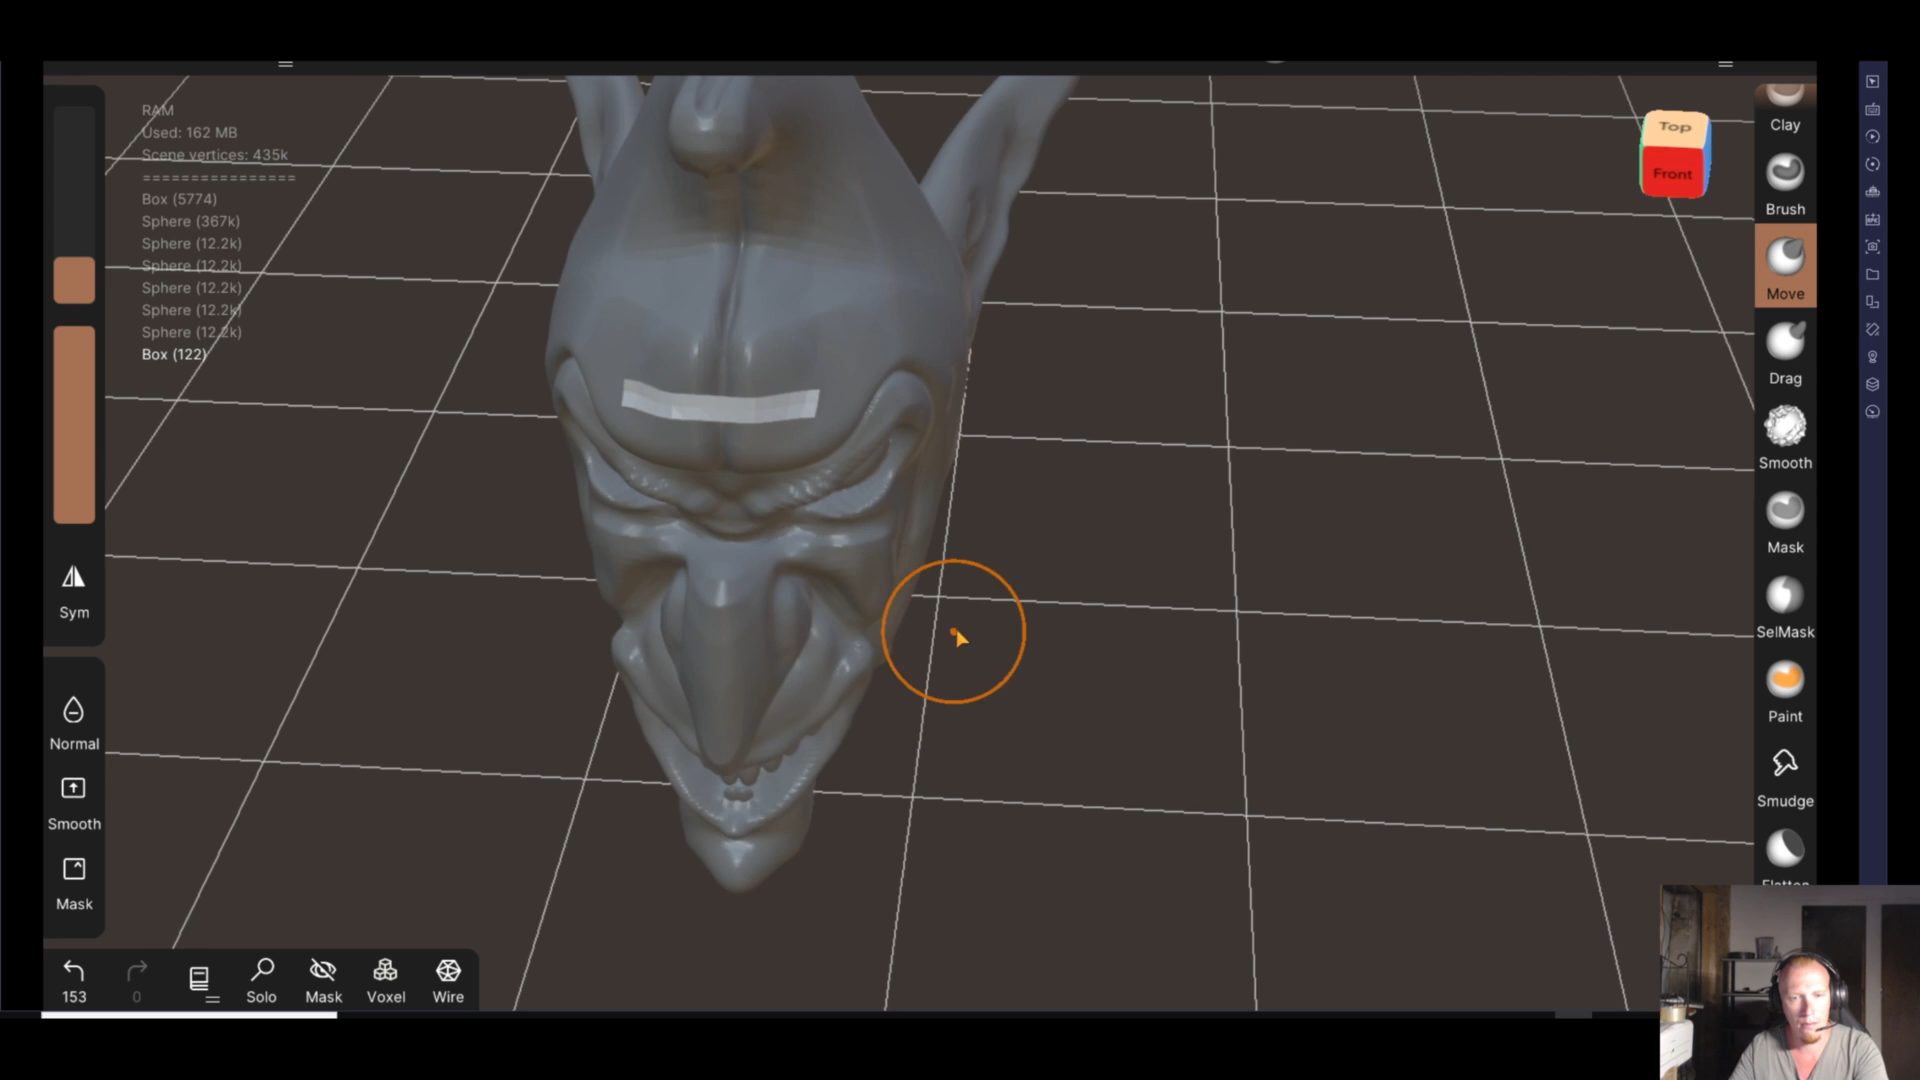 RAM
Used: 162 MB
Scene vertices: 435k
===============
Box (5774)
Sphere (367k)
Sphere (12.2k)
Sphere (12.2k)
Sphere (12.2k)
Sphere (12.2k)
Sphere (12.2k)
Box (122)
Top
Front
Clay
Brush
Move
Drag
Smooth
Mask
SelMask
Paint
Smudge
Flatten
Sym
Normal
Smooth
Mask
153
0
Solo
Mask
Voxel
Wire